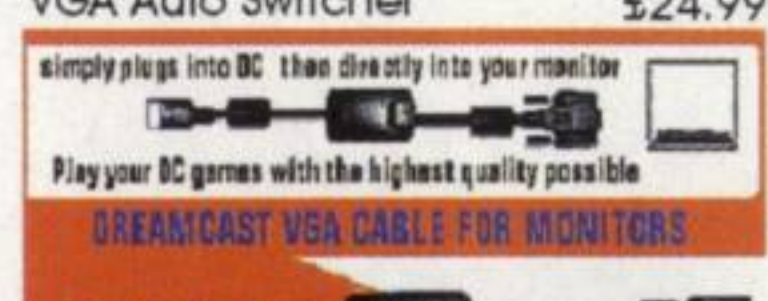 VGA Auto Switcher £24.99
simply plugs into DC then directly into your monitor
Play your DC games with the highest quality possible
DREAMCAST VGA CABLE FOR MONITORS